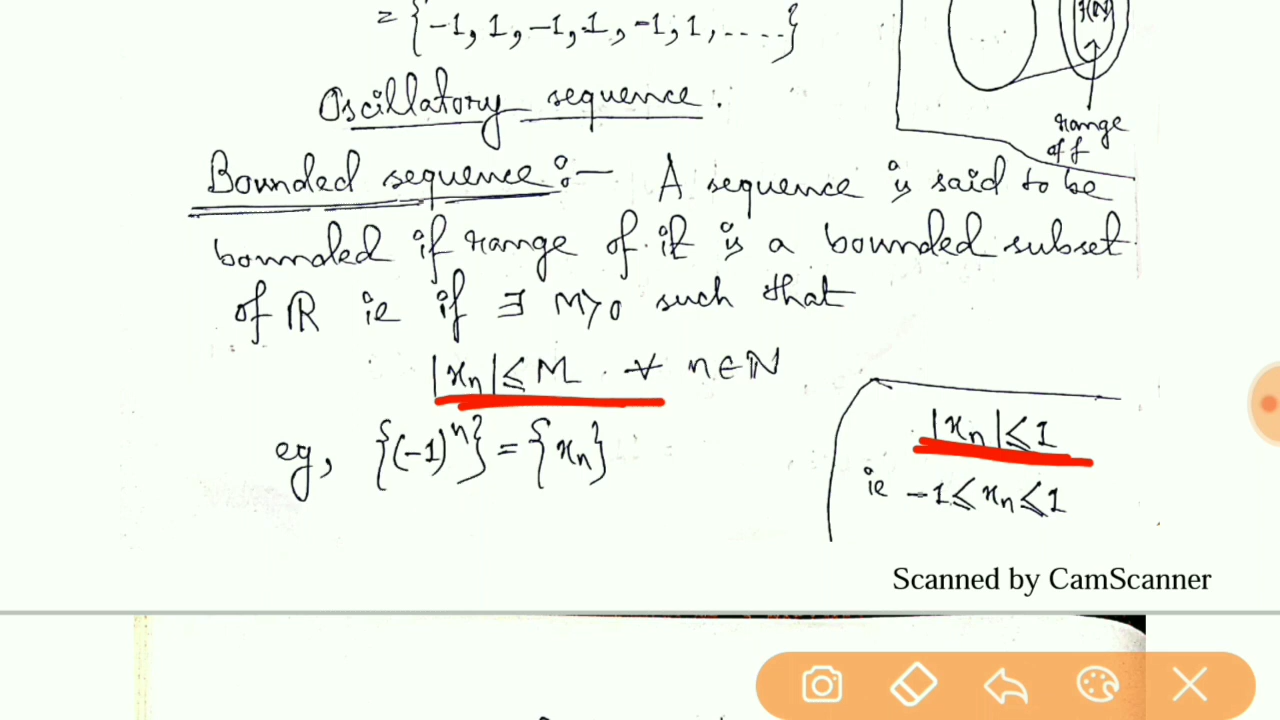 = {-1, 1, -1, 1, -1, 1, ....}
f(N)
Oscillatory sequence.
range
of f
Bounded sequence :- A sequence is said to be
bounded if range of it is a bounded subset
of ℝ ie if ∃ M>0 such that
|xₙ| ≤ M ∀ n∈ℕ
|xₙ| ≤ 1
eg, {(-1)ⁿ} = {xₙ}
ie -1 ≤ xₙ ≤ 1
Scanned by CamScanner